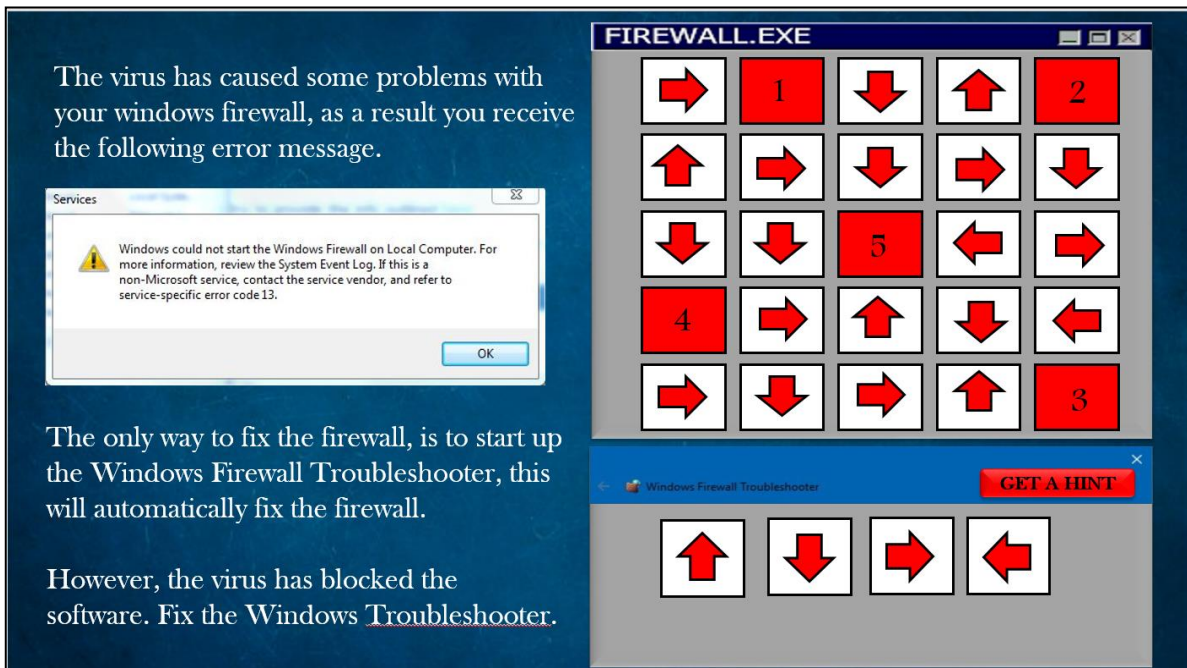 The virus has caused some problems with
your windows firewall, as a result you receive
the following error message.
Services
Windows could not start the Windows Firewall on Local Computer. For
more information, review the System Event Log. If this is a
non-Microsoft service, contact the service vendor, and refer to
service-specific error code 13.
OK
The only way to fix the firewall, is to start up
the Windows Firewall Troubleshooter, this
will automatically fix the firewall.
However, the virus has blocked the
software. Fix the Windows Troubleshooter.
FIREWALL.EXE
1 2
5
4
3
Windows Firewall Troubleshooter
GET A HINT